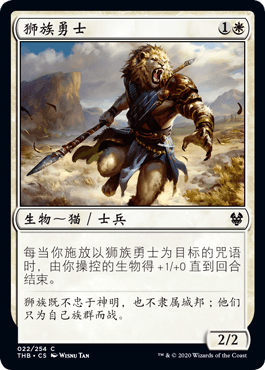 狮族勇士 1
生物～猫／士兵
每当你施放以狮族勇士为目标的咒语
时，由你操控的生物得+1/+0直到回合
结束。
狮族既不忠于神明，也不隶属城邦；他们
只为自己族群而战。
2/2
022/254 C
THB • CS WISNU TAN
™ & © 2020 Wizards of the Coast